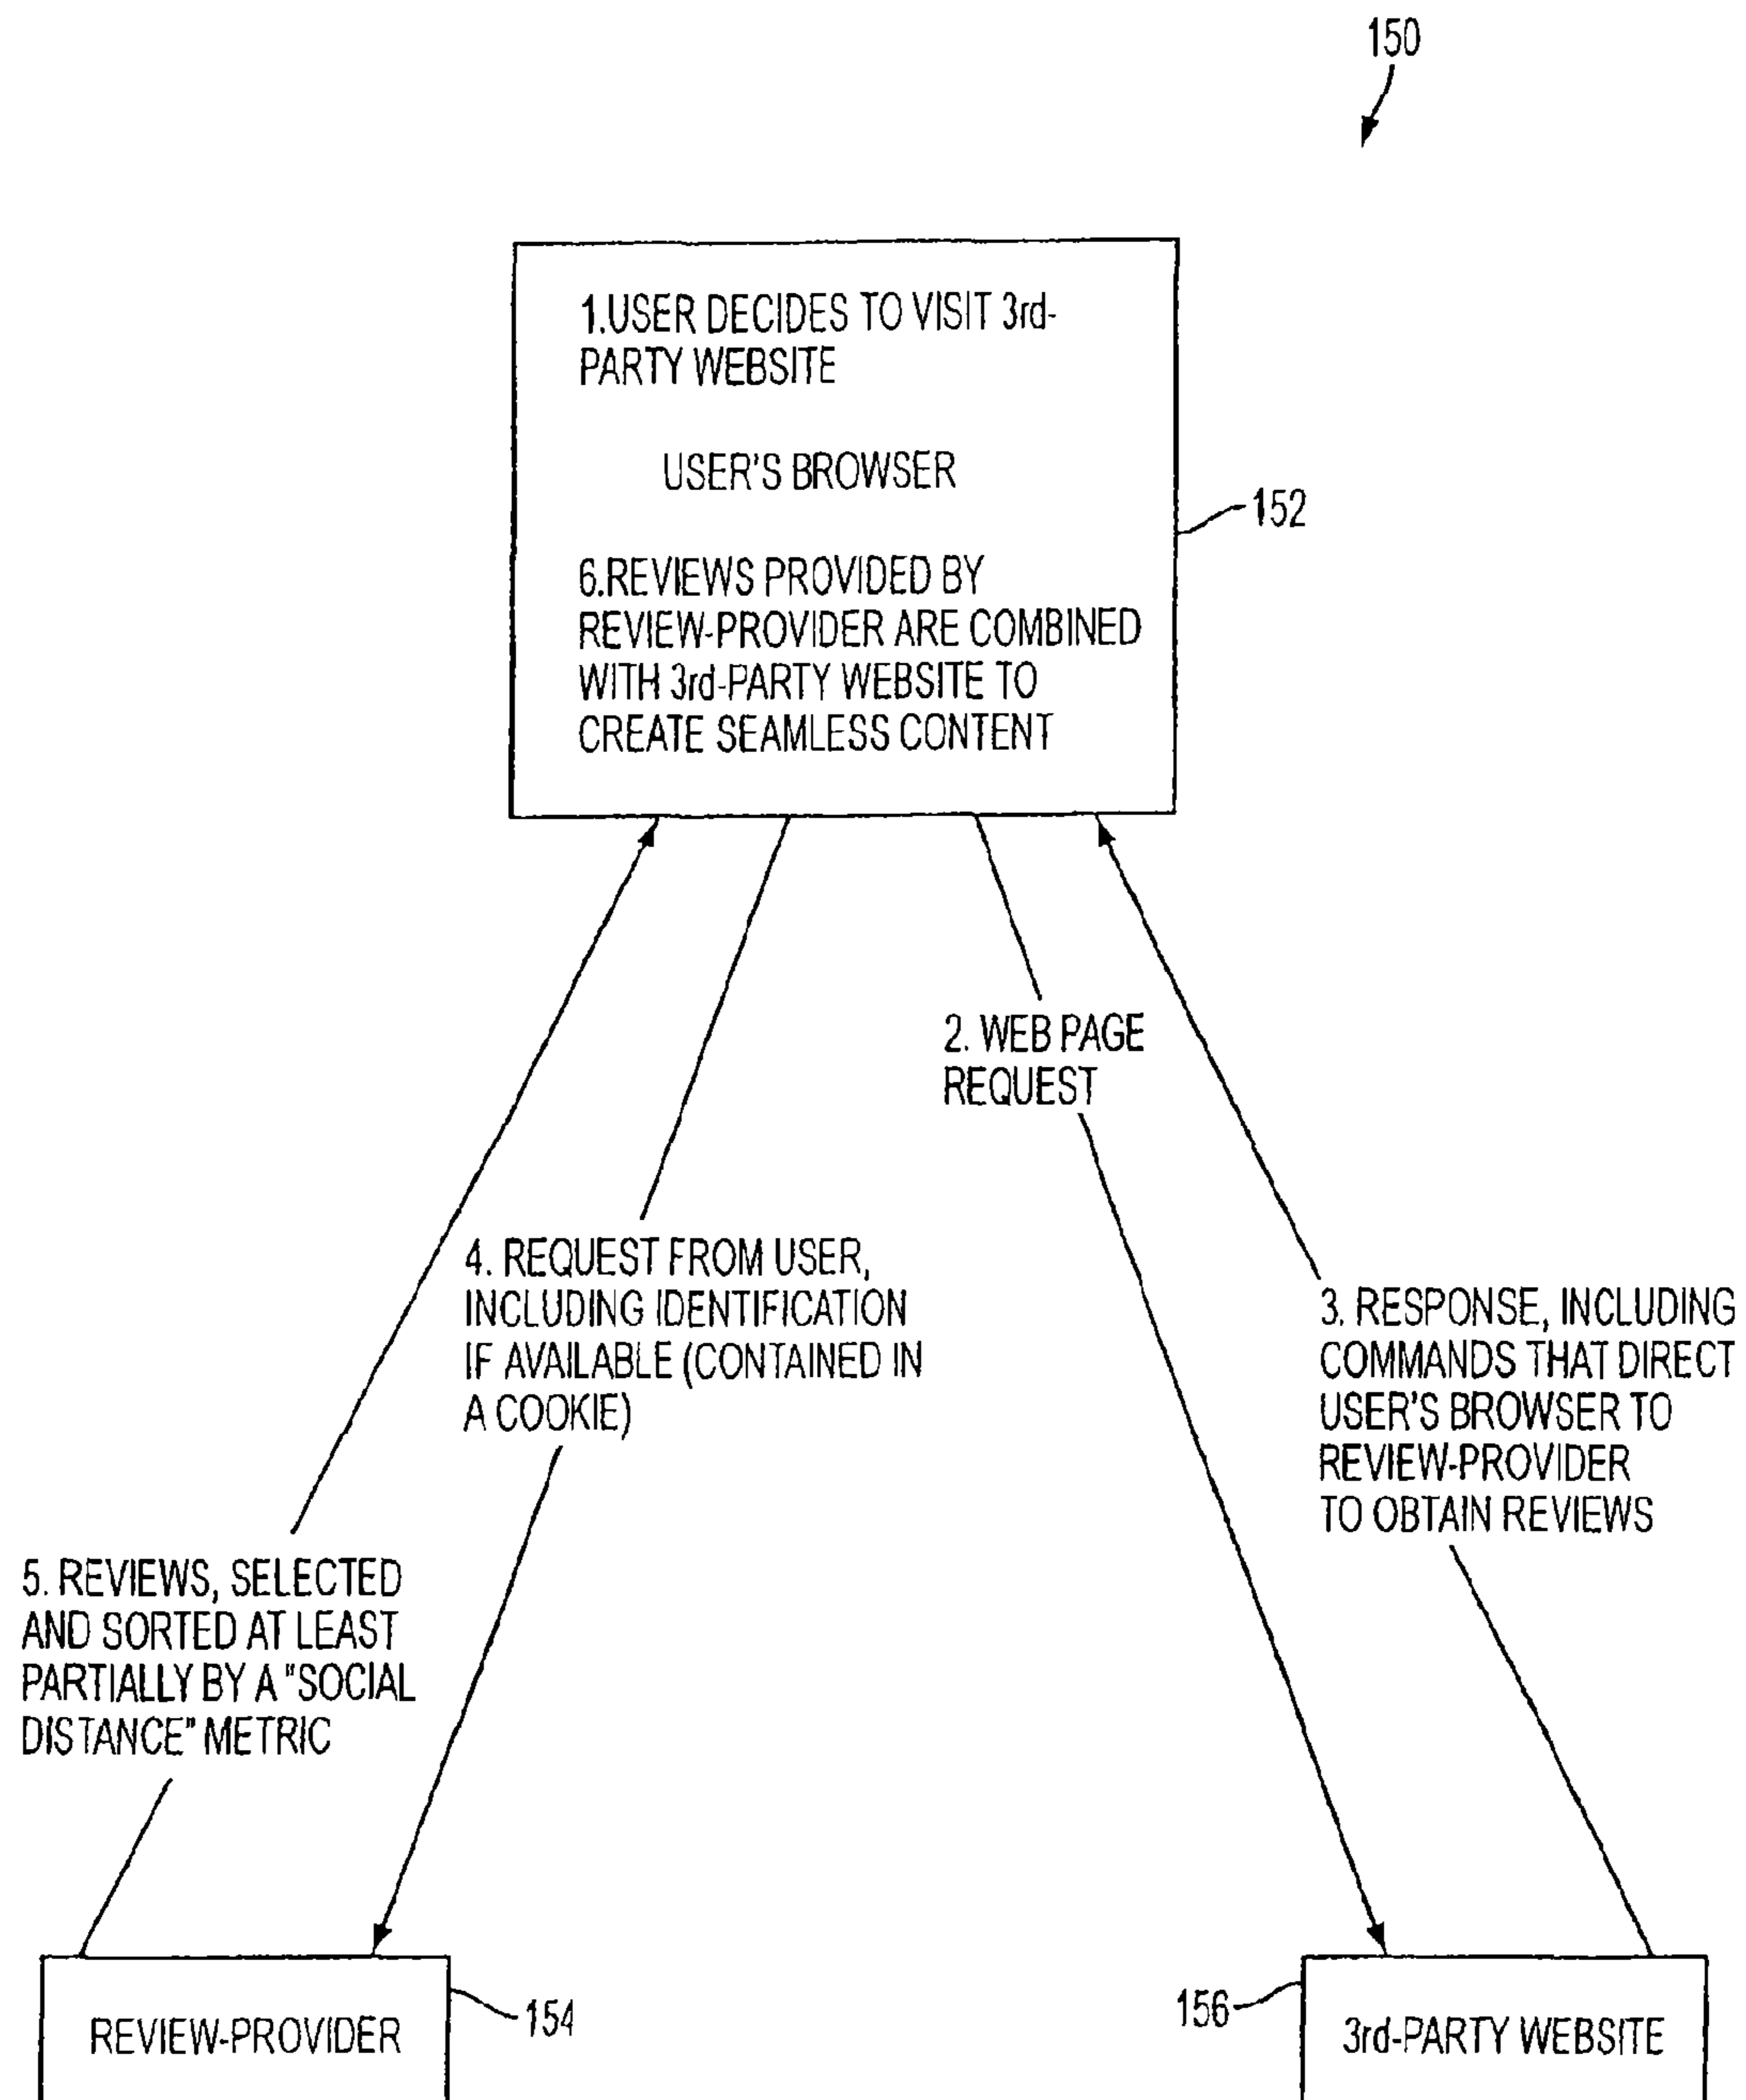 150
1.USER DECIDES TO VISIT 3rd-
PARTY WEBSITE
USER'S BROWSER
152
6.REVIEWS PROVIDED BY
REVIEW-PROVIDER ARE COMBINED
WITH 3rd-PARTY WEBSITE TO
CREATE SEAMLESS CONTENT
2. WEB PAGE
REQUEST
4. REQUEST FROM USER,
INCLUDING IDENTIFICATION
IF AVAILABLE (CONTAINED IN
A COOKIE)
3. RESPONSE, INCLUDING
COMMANDS THAT DIRECT
USER'S BROWSER TO
REVIEW-PROVIDER
TO OBTAIN REVIEWS
5. REVIEWS, SELECTED
AND SORTED AT LEAST
PARTIALLY BY A "SOCIAL
DISTANCE" METRIC
REVIEW-PROVIDER
154
156
3rd-PARTY WEBSITE